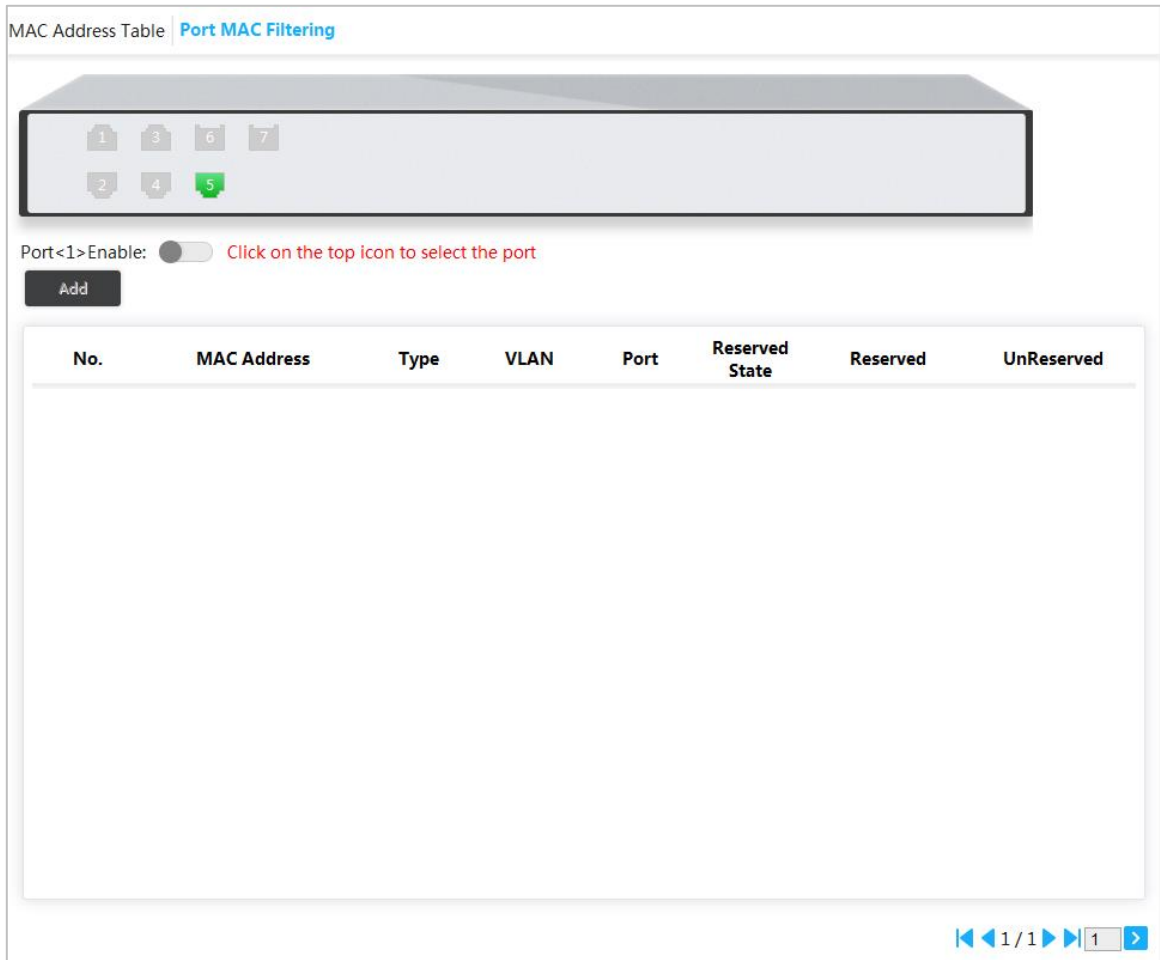 MAC Address Table Port MAC Filtering
1 3 6 7
2 4 5
Port<1>Enable: Click on the top icon to select the port
Add
No. MAC Address Type VLAN Port Reserved State Reserved UnReserved
1 / 1 1